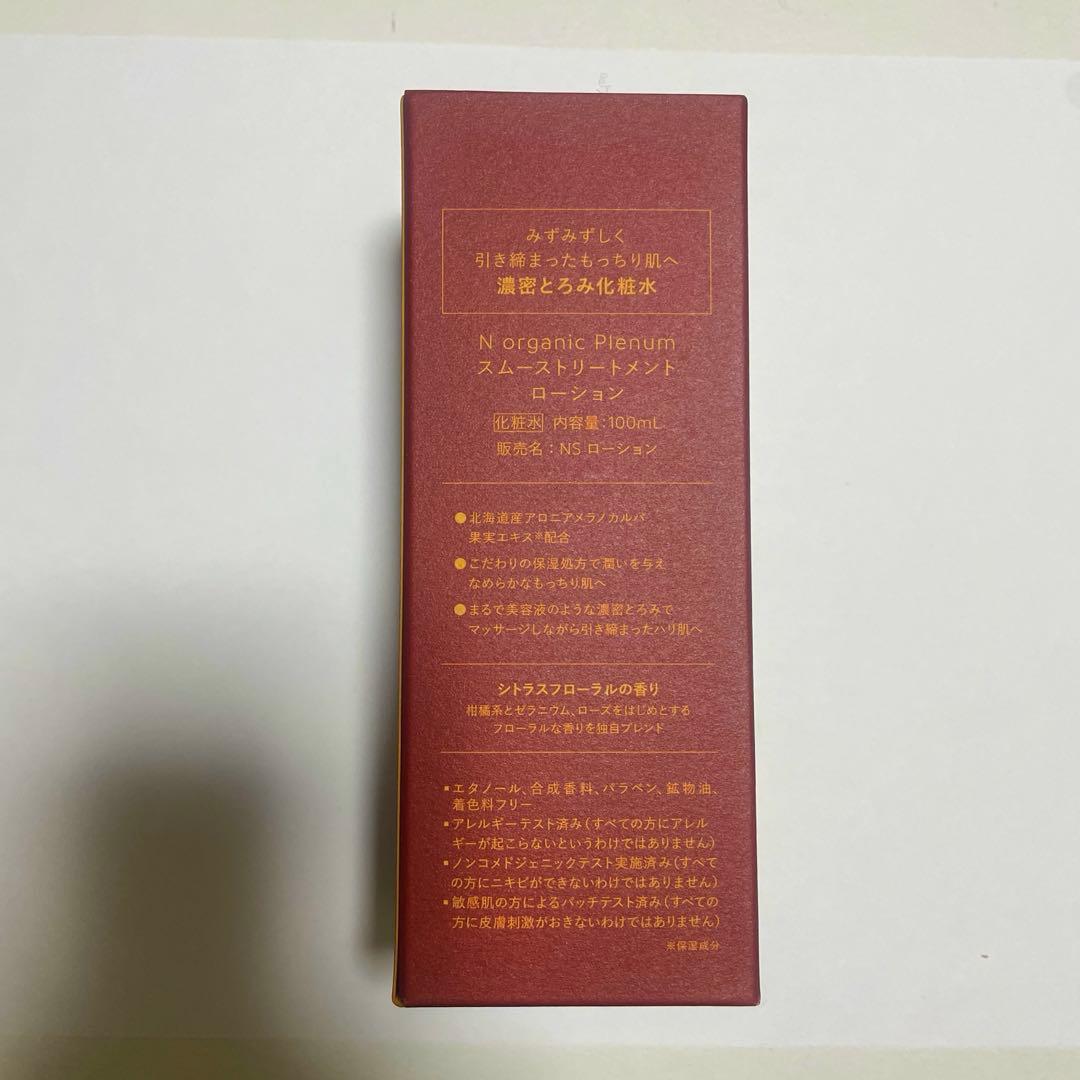 みずみずしく
引き締まったもっちり肌へ
濃密とろみ化粧水
N organic Plenum
スムーストリートメント
ローション
化粧水 内容量:100mL
販売名:NS ローション
●北海道産アロニアメラノカルパ
果実エキス※配合
●こだわりの保湿処方で潤いを与え
なめらかなもっちり肌へ
●まるで美容液のような濃密とろみで
マッサージしながら引き締まったハリ肌へ
シトラスフローラルの香り
柑橘系とゼラニウム、ローズをはじめとする
フローラルな香りを独自ブレンド
▪エタノール、合成香料、パラベン、鉱物油、
着色料フリー
▪アレルギーテスト済み(すべての方にアレル
ギーが起こらないというわけではありません)
▪ノンコメドジェニックテスト実施済み(すべて
の方にニキビができないわけではありません)
▪敏感肌の方によるパッチテスト済み(すべての
方に皮膚刺激がおきないわけではありません)
※保湿成分